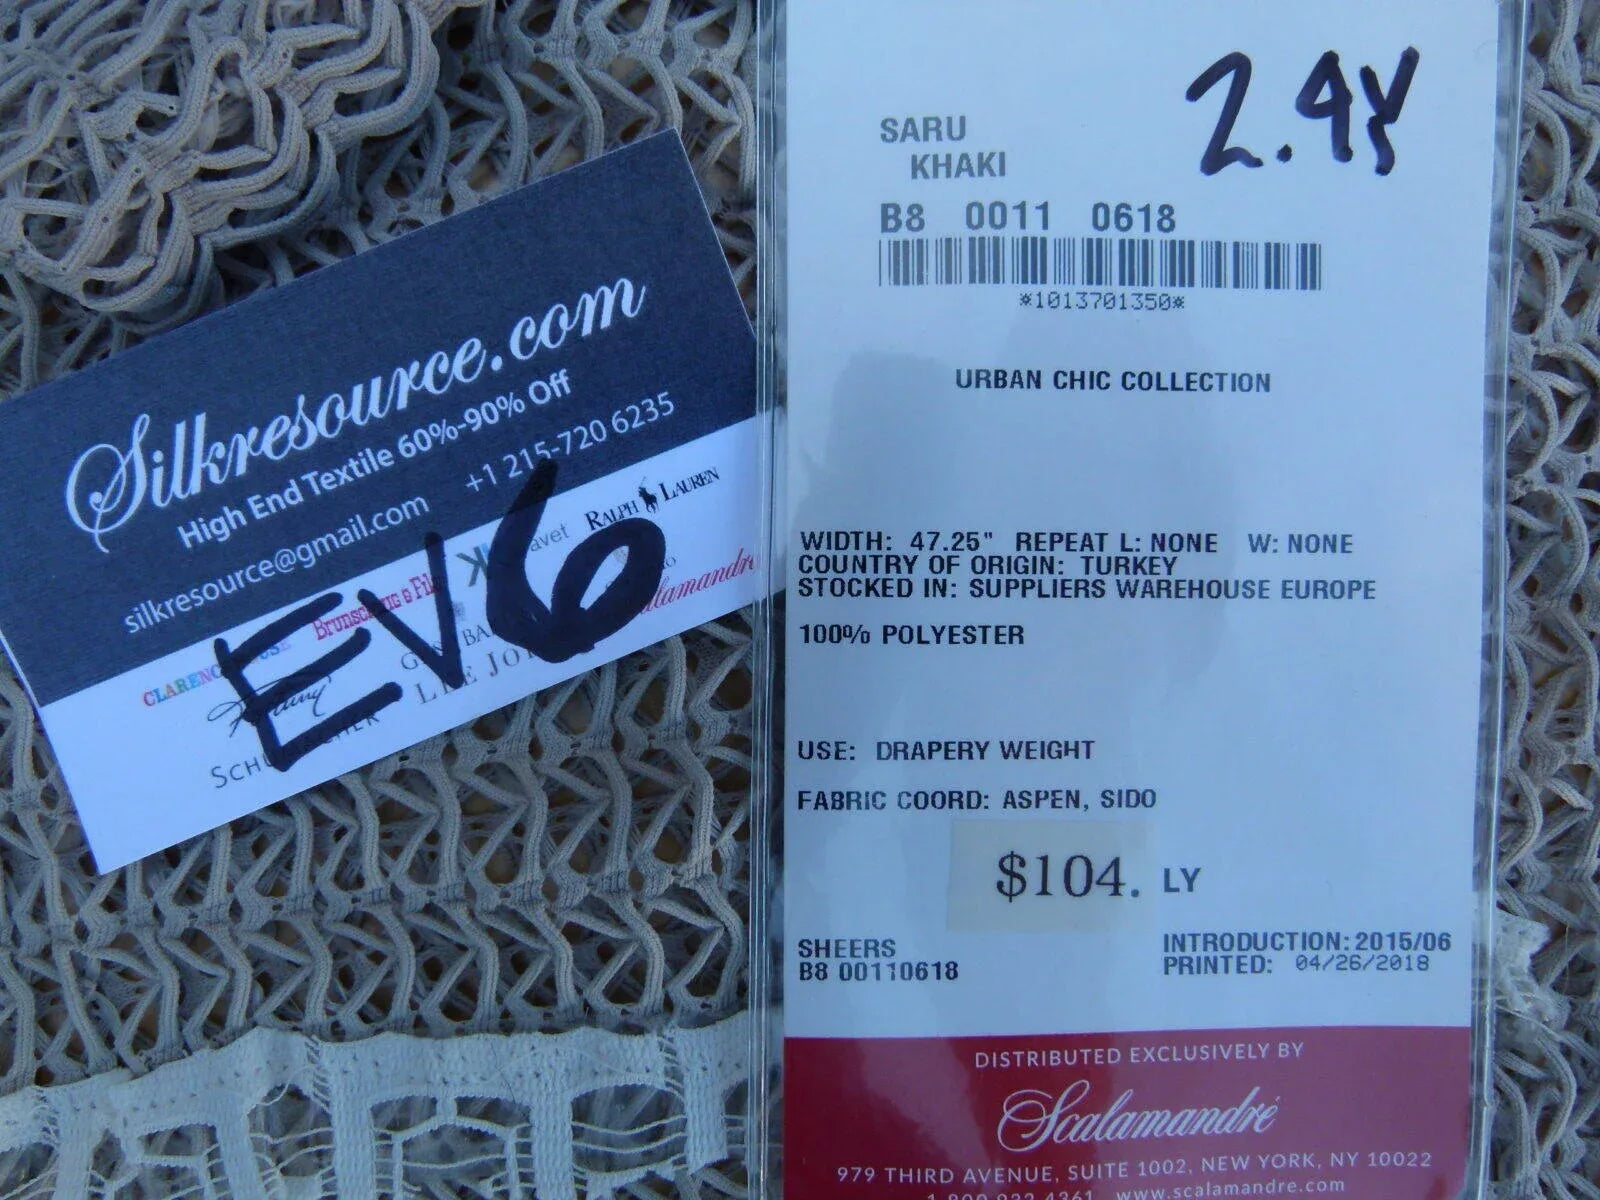 Silkresource.com
High End Textile 60%-90% Off
silkresource@gmail.com +1 215-720 6235
RALPH LAUREN
EV6
2.9Y
SARU
KHAKI
B8 0011 0618
*1013701350*
URBAN CHIC COLLECTION
WIDTH: 47.25" REPEAT L: NONE W: NONE
COUNTRY OF ORIGIN: TURKEY
STOCKED IN: SUPPLIERS WAREHOUSE EUROPE
100% POLYESTER
USE: DRAPERY WEIGHT
FABRIC COORD: ASPEN, SIDO
$104. LY
SHEERS
B8 00110618
INTRODUCTION: 2015/06
PRINTED: 04/26/2018
DISTRIBUTED EXCLUSIVELY BY
Scalamandré
979 THIRD AVENUE, SUITE 1002, NEW YORK, NY 10022
www.scalamandre.com